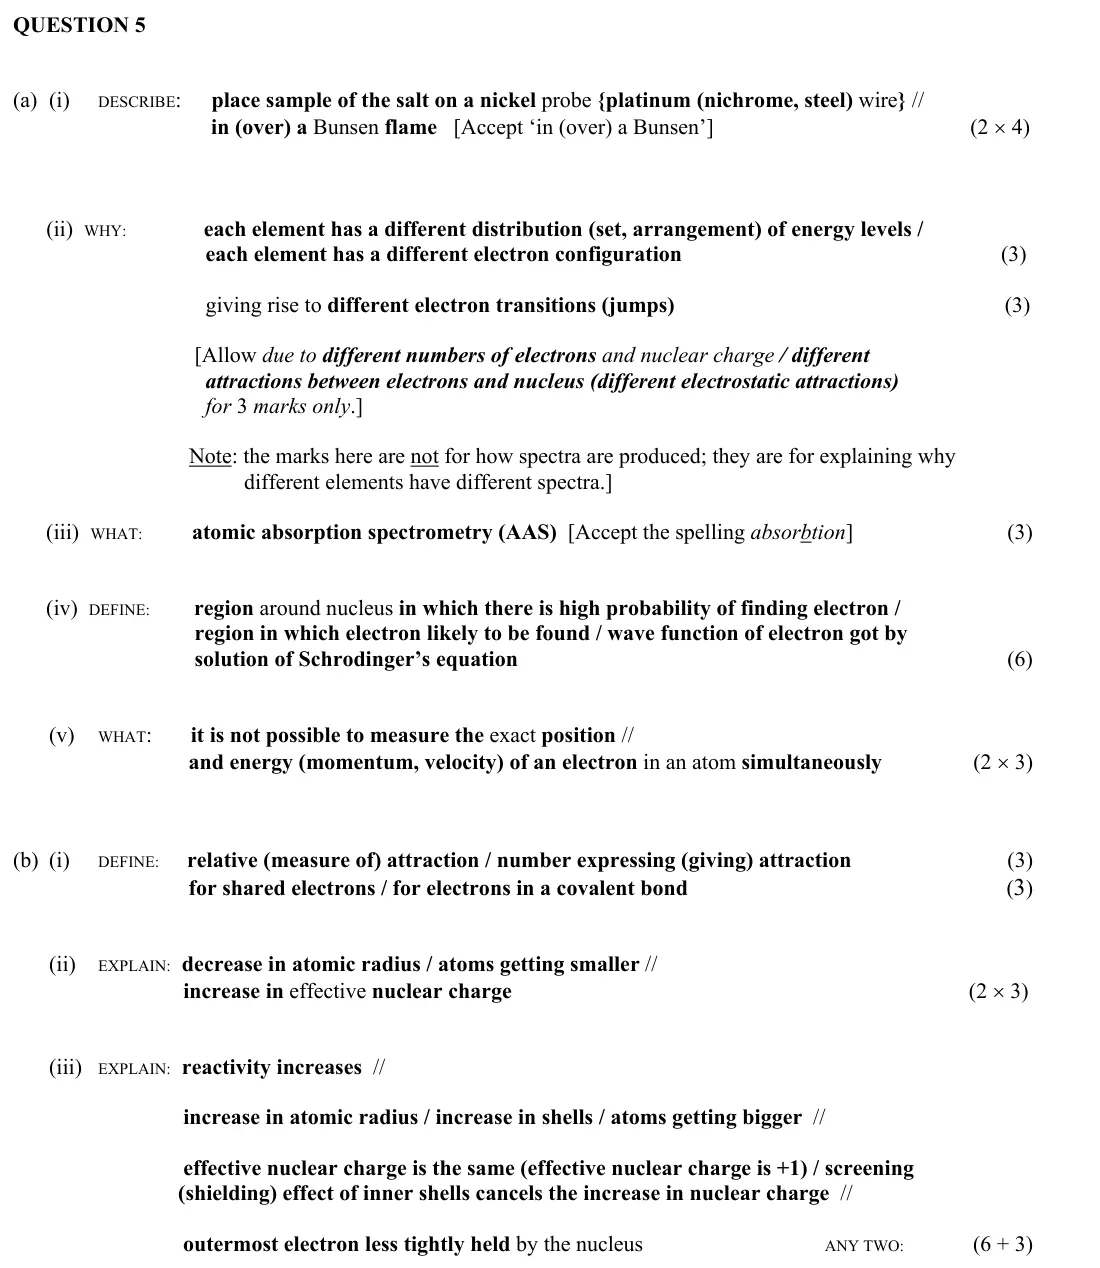 QUESTION 5
(a) (i) DESCRIBE: place sample of the salt on a nickel probe {platinum (nichrome, steel) wire} //
in (over) a Bunsen flame [Accept ‘in (over) a Bunsen’] (2 × 4)
(ii) WHY: each element has a different distribution (set, arrangement) of energy levels /
each element has a different electron configuration (3)
giving rise to different electron transitions (jumps) (3)
[Allow due to different numbers of electrons and nuclear charge / different
attractions between electrons and nucleus (different electrostatic attractions)
for 3 marks only.]
Note: the marks here are not for how spectra are produced; they are for explaining why
different elements have different spectra.]
(iii) WHAT: atomic absorption spectrometry (AAS) [Accept the spelling absorbtion] (3)
(iv) DEFINE: region around nucleus in which there is high probability of finding electron /
region in which electron likely to be found / wave function of electron got by
solution of Schrodinger’s equation (6)
(v) WHAT: it is not possible to measure the exact position //
and energy (momentum, velocity) of an electron in an atom simultaneously (2 × 3)
(b) (i) DEFINE: relative (measure of) attraction / number expressing (giving) attraction (3)
for shared electrons / for electrons in a covalent bond (3)
(ii) EXPLAIN: decrease in atomic radius / atoms getting smaller //
increase in effective nuclear charge (2 × 3)
(iii) EXPLAIN: reactivity increases //
increase in atomic radius / increase in shells / atoms getting bigger //
effective nuclear charge is the same (effective nuclear charge is +1) / screening
(shielding) effect of inner shells cancels the increase in nuclear charge //
outermost electron less tightly held by the nucleus ANY TWO: (6 + 3)